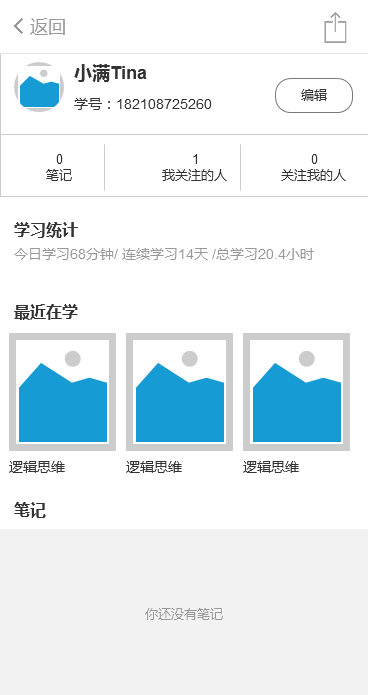 返回
小满Tina
学号：182108725260
编辑
0
笔记
1
我关注的人
0
关注我的人
学习统计
今日学习68分钟/ 连续学习14天 /总学习20.4小时
最近在学
逻辑思维
逻辑思维
逻辑思维
笔记
你还没有笔记